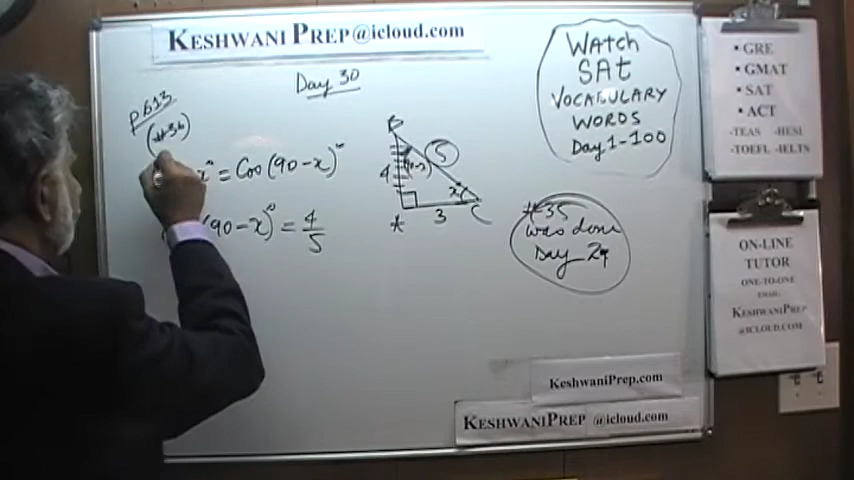 KESHWANI PREP@icloud.com
Day 30
P613
(#36)
x° = Cos(90-x)°
(90-x)° = 4/5
B
4
(90-x)
5
x°
A
3
C
#35
was done
Day 29
WATCH
SAT
VOCABULARY
WORDS
Day 1-100
• GRE
• GMAT
• SAT
• ACT
-TEAS -HESI
-TOEFL -IELTS
ON-LINE
TUTOR
ONE-TO-ONE
EMAIL:
KESHWANIPREP
@ICLOUD.COM
KESHWANIPREP.com
KESHWANIPREP @icloud.com